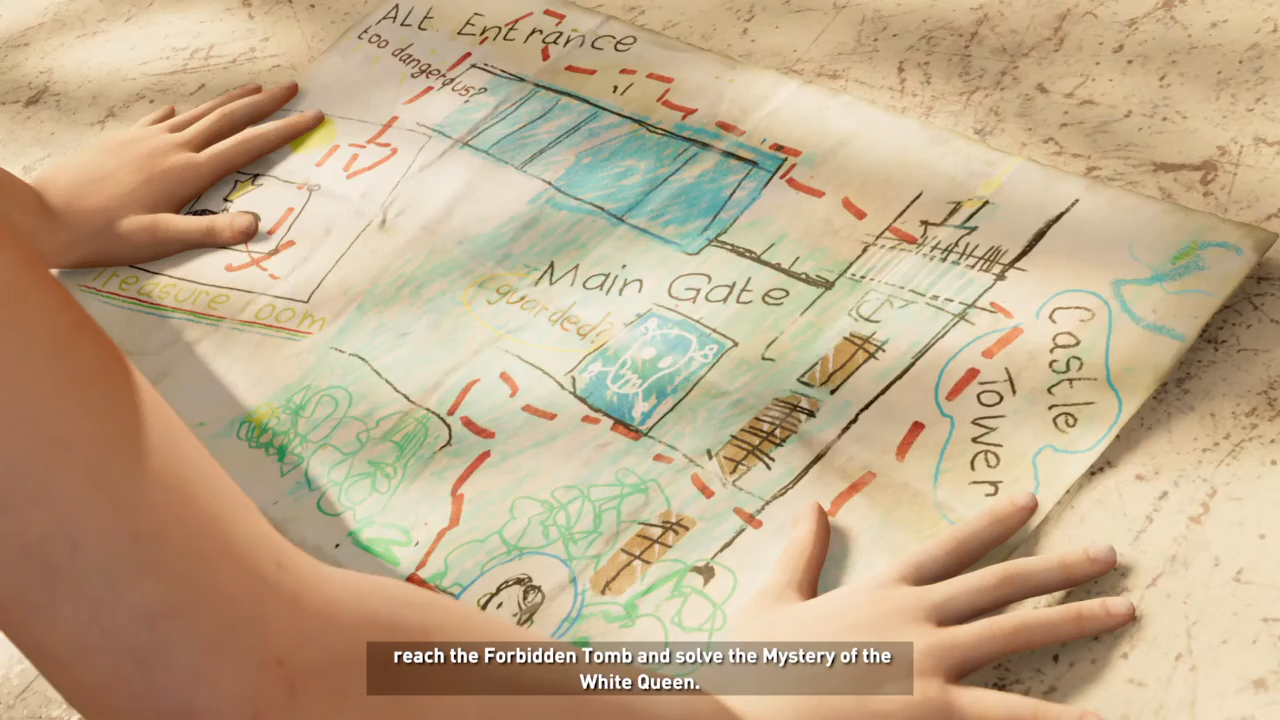 ALt. Entrance
too dangerous?
Main Gate
guarded!?
Treasure room
Castle
Tower
reach the Forbidden Tomb and solve the Mystery of the
White Queen.